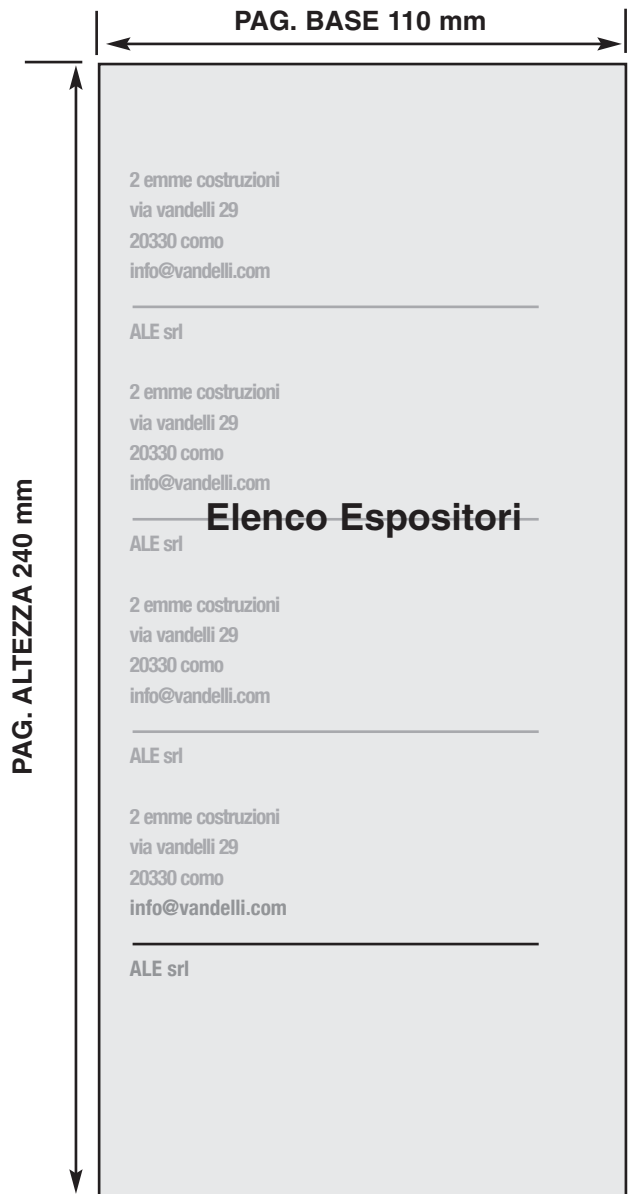 PAG. BASE 110 mm
PAG. ALTEZZA 240 mm
2 emme costruzioni
via vandelli 29
20330 como
info@vandelli.com
ALE srl
2 emme costruzioni
via vandelli 29
20330 como
info@vandelli.com
Elenco Espositori
ALE srl
2 emme costruzioni
via vandelli 29
20330 como
info@vandelli.com
ALE srl
2 emme costruzioni
via vandelli 29
20330 como
info@vandelli.com
ALE srl